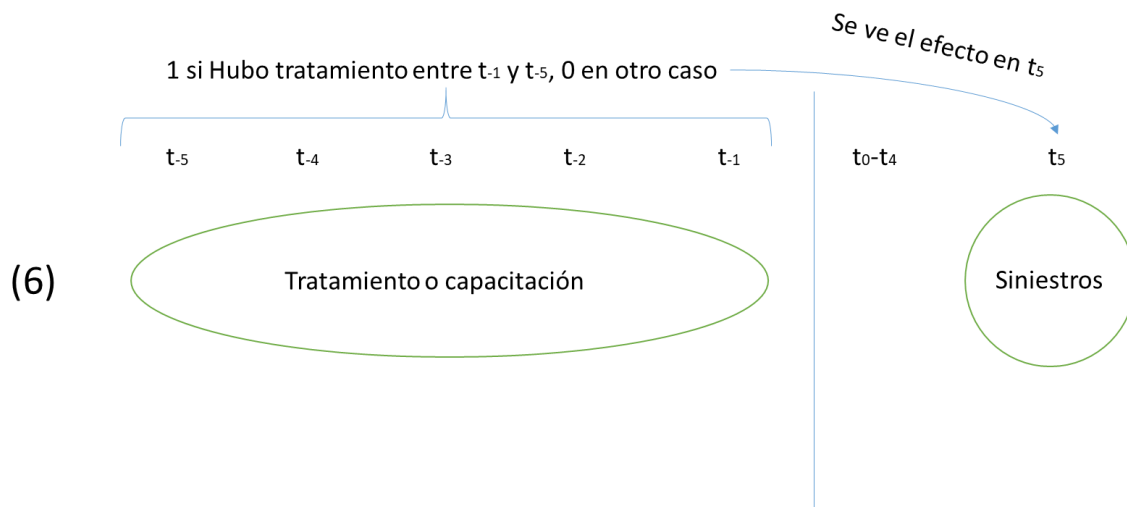 Se ve el efecto en t5
1 si Hubo tratamiento entre t-1 y t-5, 0 en otro caso
t-5 t-4 t-3 t-2 t-1 t0-t4 t5
(6) Tratamiento o capacitación Siniestros